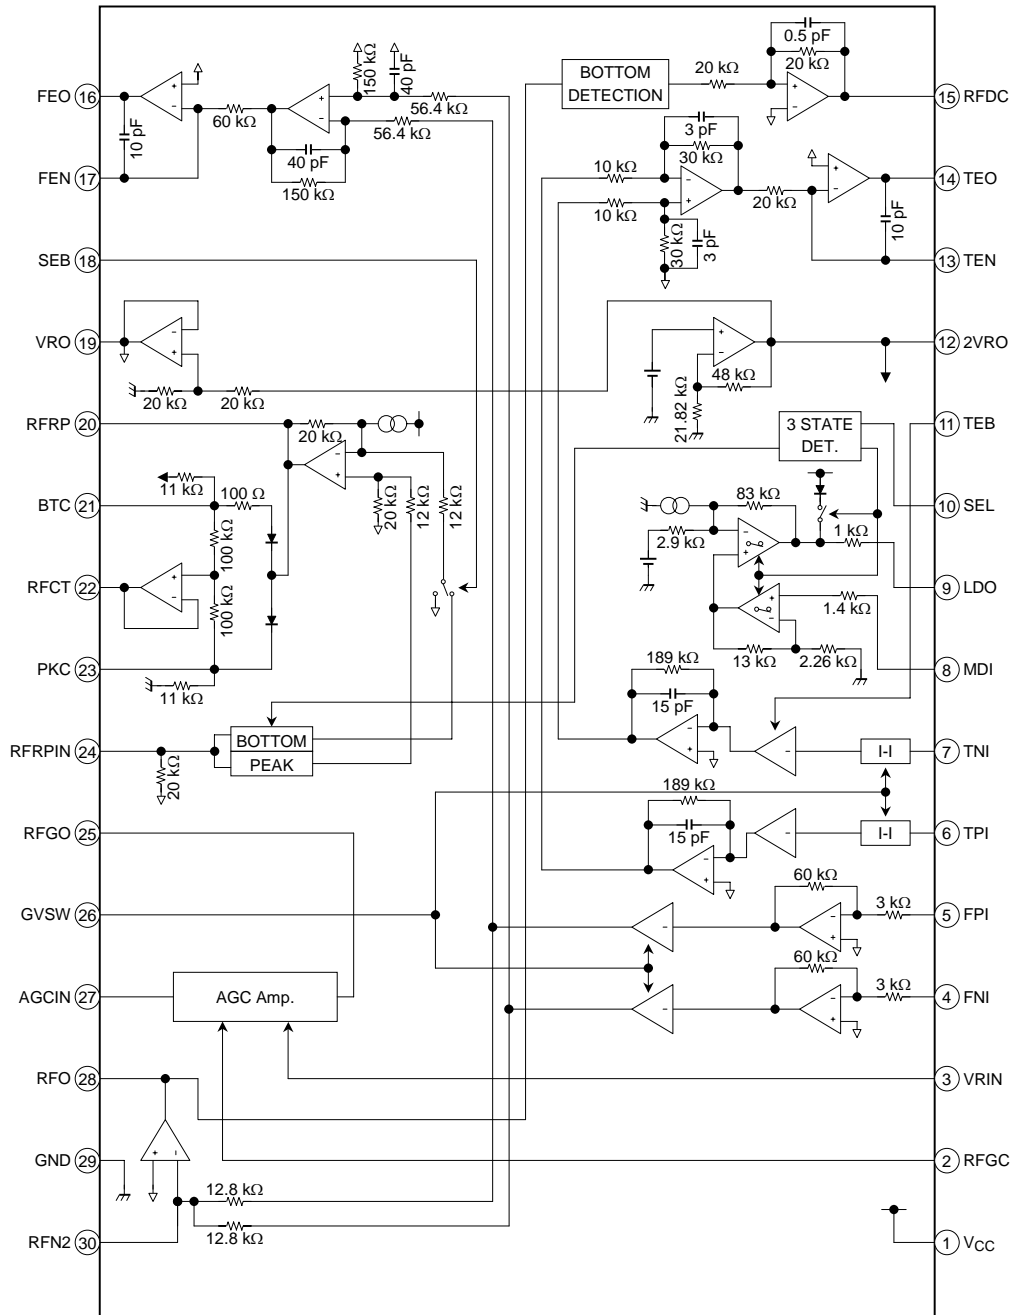 0.5 pF
20 kΩ
BOTTOM
DETECTION
20 kΩ
150 kΩ
40 pF
FEO 16
56.4 kΩ
60 kΩ
56.4 kΩ
15 RFDC
10 pF
40 pF
3 pF
30 kΩ
FEN 17
150 kΩ
10 kΩ
14 TEO
10 kΩ
20 kΩ
10 pF
30 kΩ
3 pF
SEB 18
13 TEN
VRO 19
12 2VRO
48 kΩ
20 kΩ
20 kΩ
21.82 kΩ
RFRP 20
20 kΩ
3 STATE
DET.
11 TEB
11 kΩ
100 Ω
20 kΩ
12 kΩ
12 kΩ
83 kΩ
BTC 21
10 SEL
2.9 kΩ
1 kΩ
100 kΩ
RFCT 22
9 LDO
100 kΩ
1.4 kΩ
13 kΩ
2.26 kΩ
PKC 23
8 MDI
11 kΩ
189 kΩ
15 pF
BOTTOM
PEAK
RFRPIN 24
I-I
7 TNI
20 kΩ
189 kΩ
15 pF
RFGO 25
I-I
6 TPI
60 kΩ
3 kΩ
GVSW 26
5 FPI
60 kΩ
3 kΩ
AGCIN 27
AGC Amp.
4 FNI
RFO 28
3 VRIN
GND 29
2 RFGC
12.8 kΩ
RFN2 30
12.8 kΩ
1 VCC